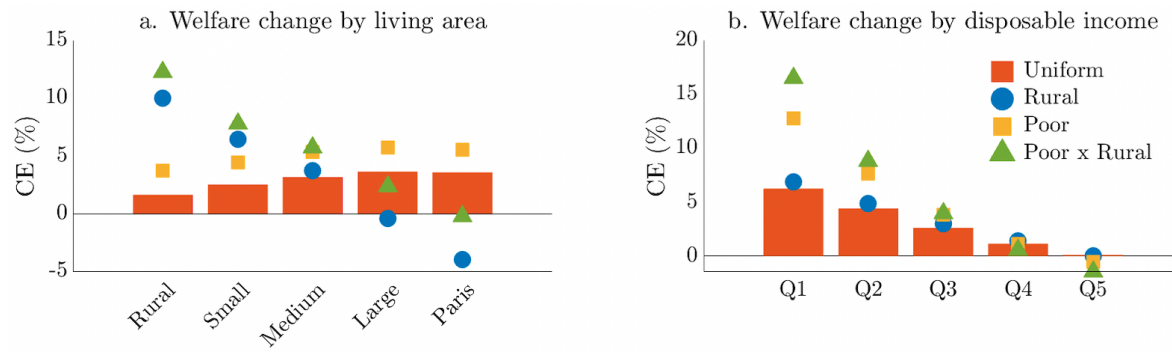 a. Welfare change by living area
CE (%)
15
10
5
0
-5
Rural
Small
Medium
Large
Paris
b. Welfare change by disposable income
CE (%)
20
15
10
5
0
Q1
Q2
Q3
Q4
Q5
Uniform
Rural
Poor
Poor x Rural